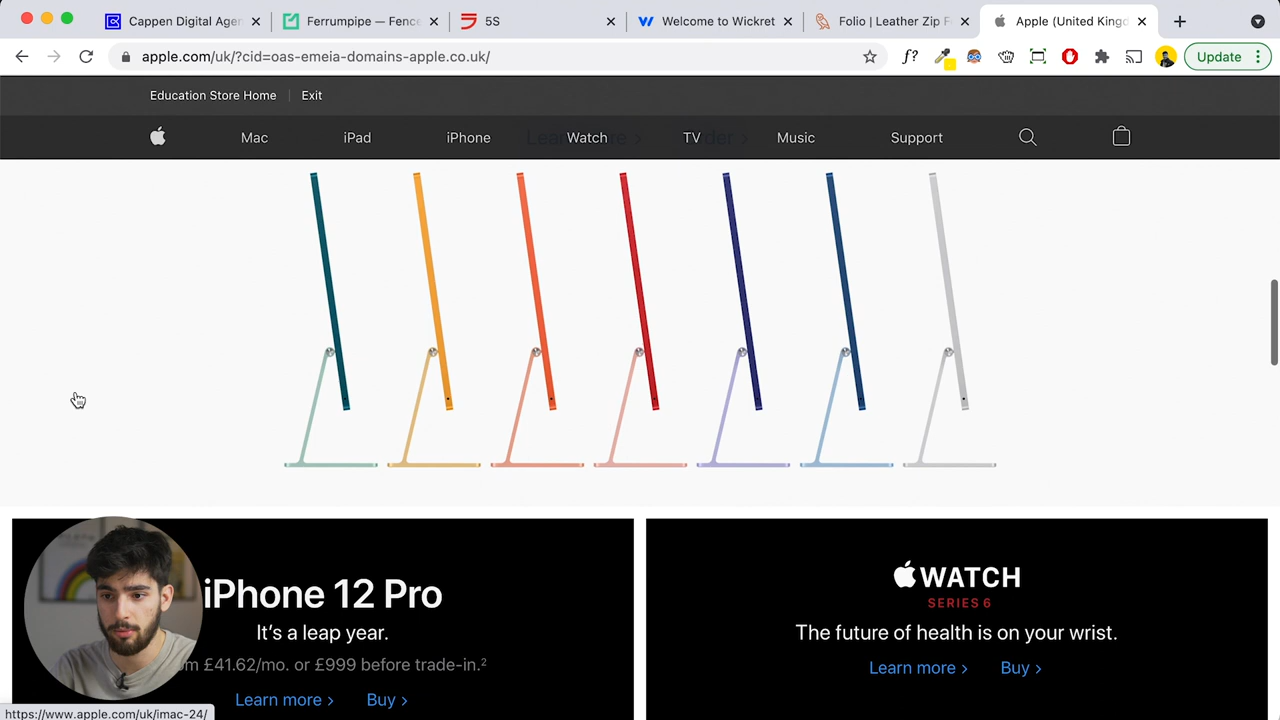 Cappen Digital Agen
Ferrumpipe — Fence
5S
Welcome to Wickret
Folio | Leather Zip F
Apple (United Kingd
apple.com/uk/?cid=oas-emeia-domains-apple.co.uk/
f?
Update
Education Store Home
Exit
Mac
iPad
iPhone
Watch
TV
Music
Support
iPhone 12 Pro
It's a leap year.
£41.62/mo. or £999 before trade-in.²
Learn more >
Buy >
WATCH
SERIES 6
The future of health is on your wrist.
Learn more >
Buy >
https://www.apple.com/uk/imac-24/